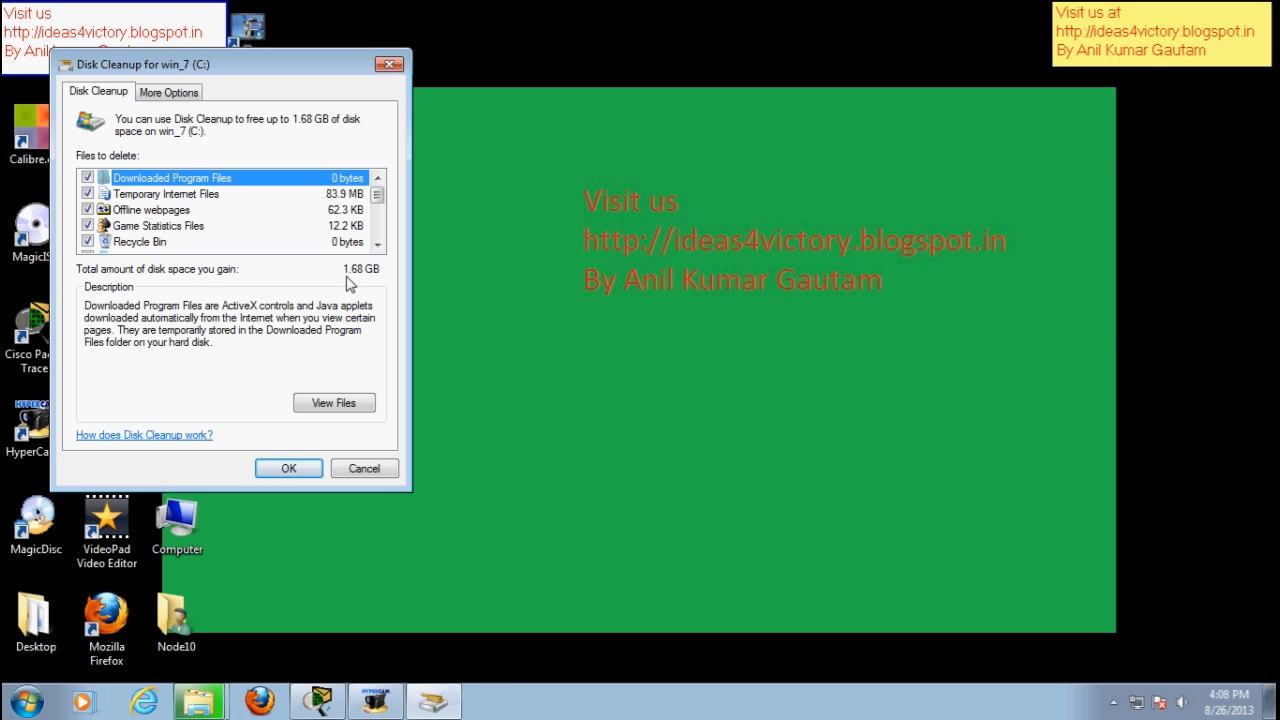 Visit us
http://ideas4victory.blogspot.in
By Anil
Visit us at
http://ideas4victory.blogspot.in
By Anil Kumar Gautam
Disk Cleanup for win_7 (C:)
Disk Cleanup
More Options
You can use Disk Cleanup to free up to 1.68 GB of disk
space on win_7 (C:).
Files to delete:
Downloaded Program Files 0 bytes
Temporary Internet Files 83.9 MB
Offline webpages 62.3 KB
Game Statistics Files 12.2 KB
Recycle Bin 0 bytes
Total amount of disk space you gain: 1.68 GB
Description
Downloaded Program Files are ActiveX controls and Java applets
downloaded automatically from the Internet when you view certain
pages. They are temporarily stored in the Downloaded Program
Files folder on your hard disk.
View Files
How does Disk Cleanup work?
OK
Cancel
Visit us
http://ideas4victory.blogspot.in
By Anil Kumar Gautam
Calibre.
MagicIS
Cisco Pa
Trace
HYPERC
HyperCa
MagicDisc
VideoPad
Video Editor
Computer
Desktop
Mozilla
Firefox
Node10
HYPERCAM
4:08 PM
8/26/2013